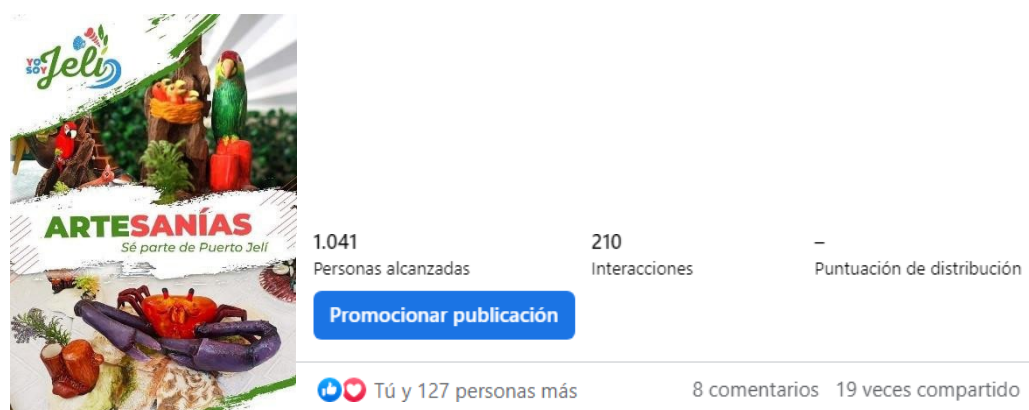 YO SOY Jelí
ARTESANÍAS
Sé parte de Puerto Jelí
1.041
Personas alcanzadas
210
Interacciones
–
Puntuación de distribución
Promocionar publicación
Tú y 127 personas más
8 comentarios
19 veces compartido